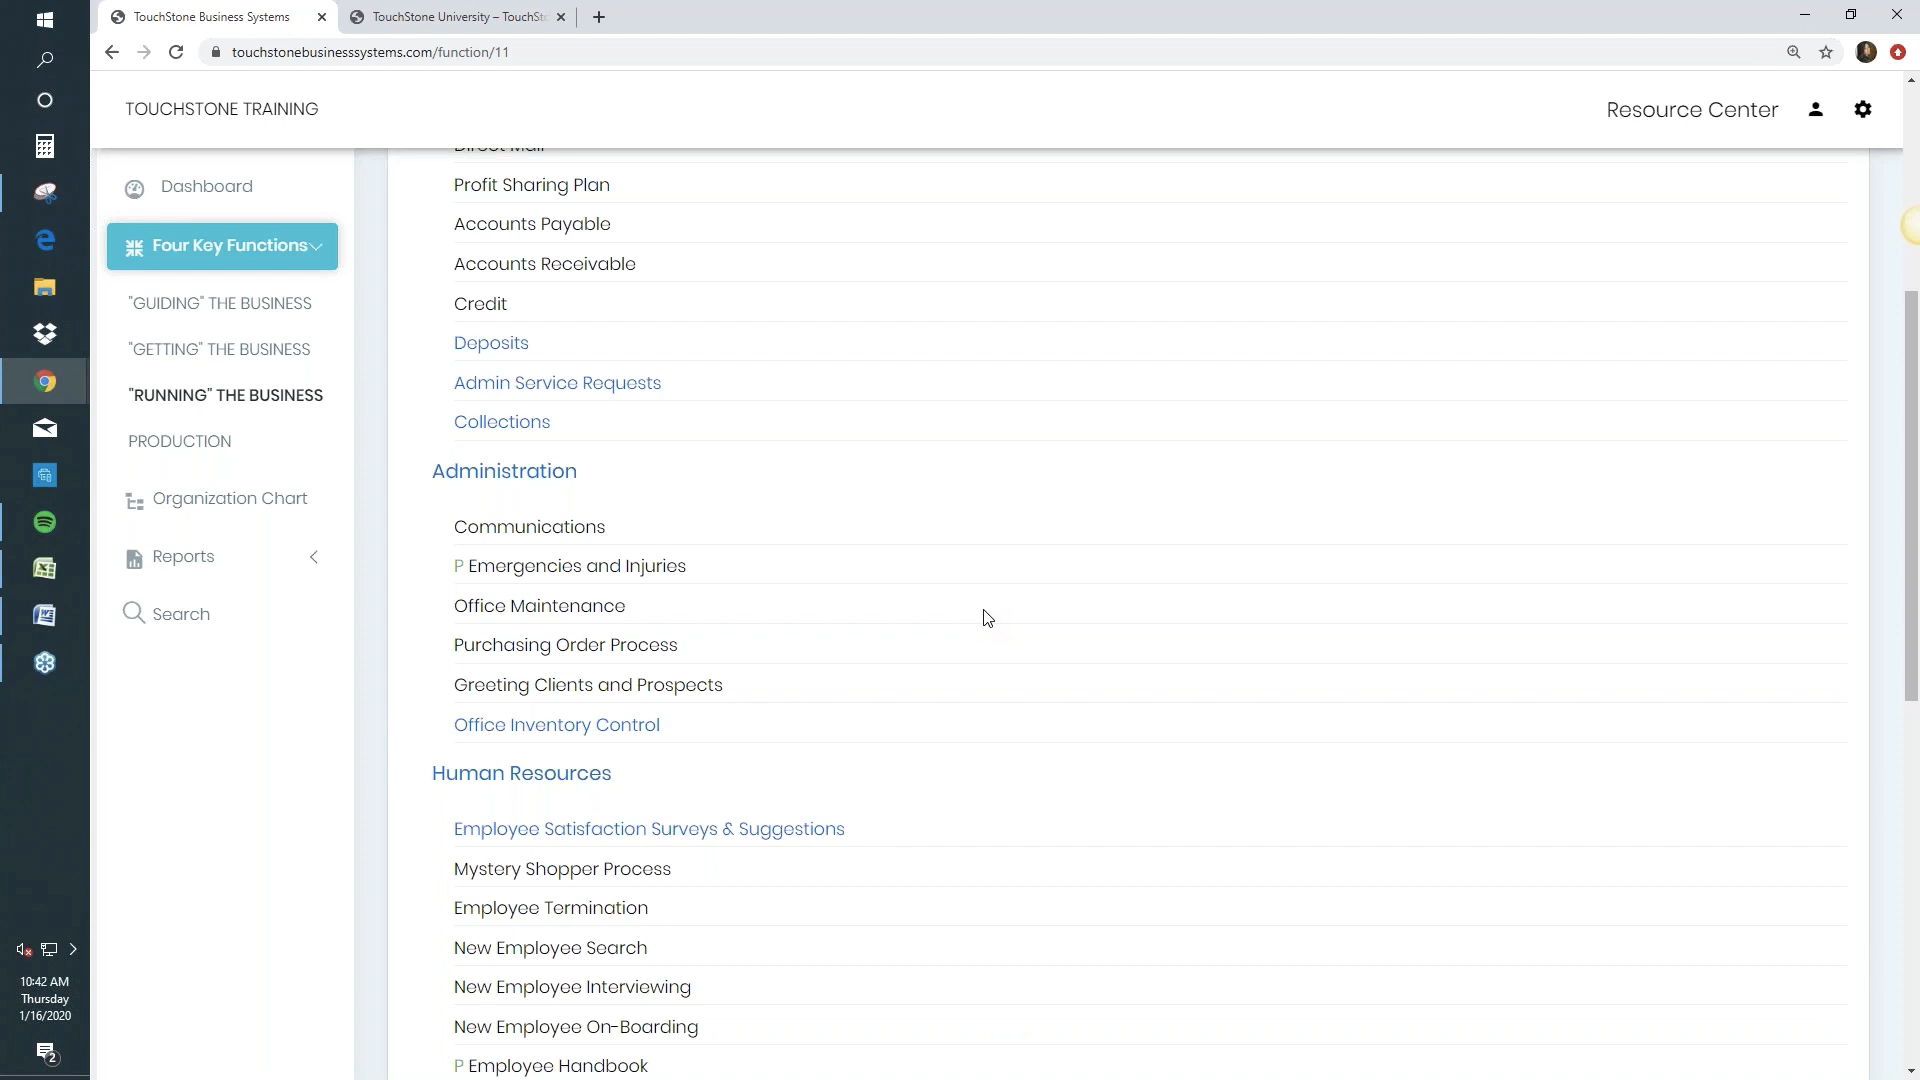 TouchStone Business Systems
TouchStone University – TouchSto
touchstonebusinesssystems.com/function/11
TOUCHSTONE TRAINING
Resource Center
Dashboard
Four Key Functions
"GUIDING" THE BUSINESS
"GETTING" THE BUSINESS
"RUNNING" THE BUSINESS
PRODUCTION
Organization Chart
Reports
Search
Direct Mail
Profit Sharing Plan
Accounts Payable
Accounts Receivable
Credit
Deposits
Admin Service Requests
Collections
Administration
Communications
P Emergencies and Injuries
Office Maintenance
Purchasing Order Process
Greeting Clients and Prospects
Office Inventory Control
Human Resources
Employee Satisfaction Surveys & Suggestions
Mystery Shopper Process
Employee Termination
New Employee Search
New Employee Interviewing
New Employee On-Boarding
P Employee Handbook
10:42 AM
Thursday
1/16/2020
2